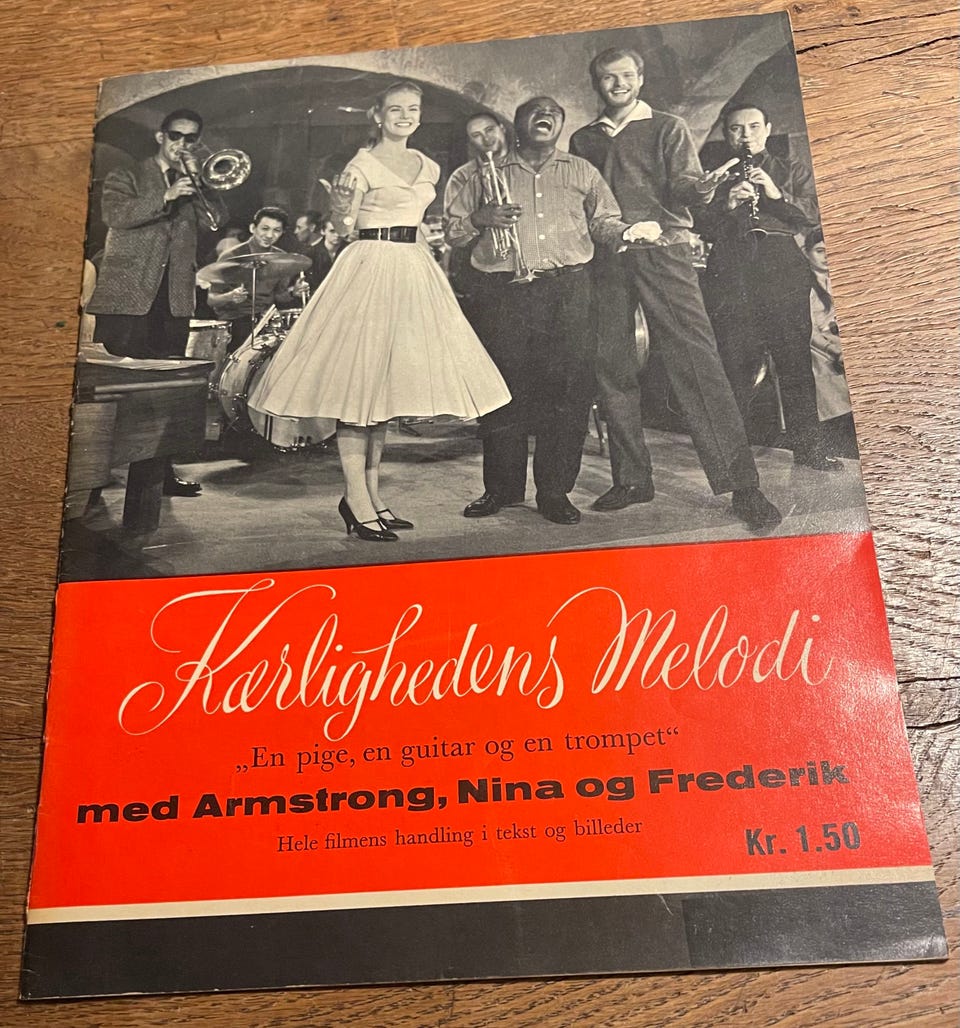 Kærlighedens Melodi
„En pige, en guitar og en trompet“
med Armstrong, Nina og Frederik
Hele filmens handling i tekst og billeder
Kr. 1.50